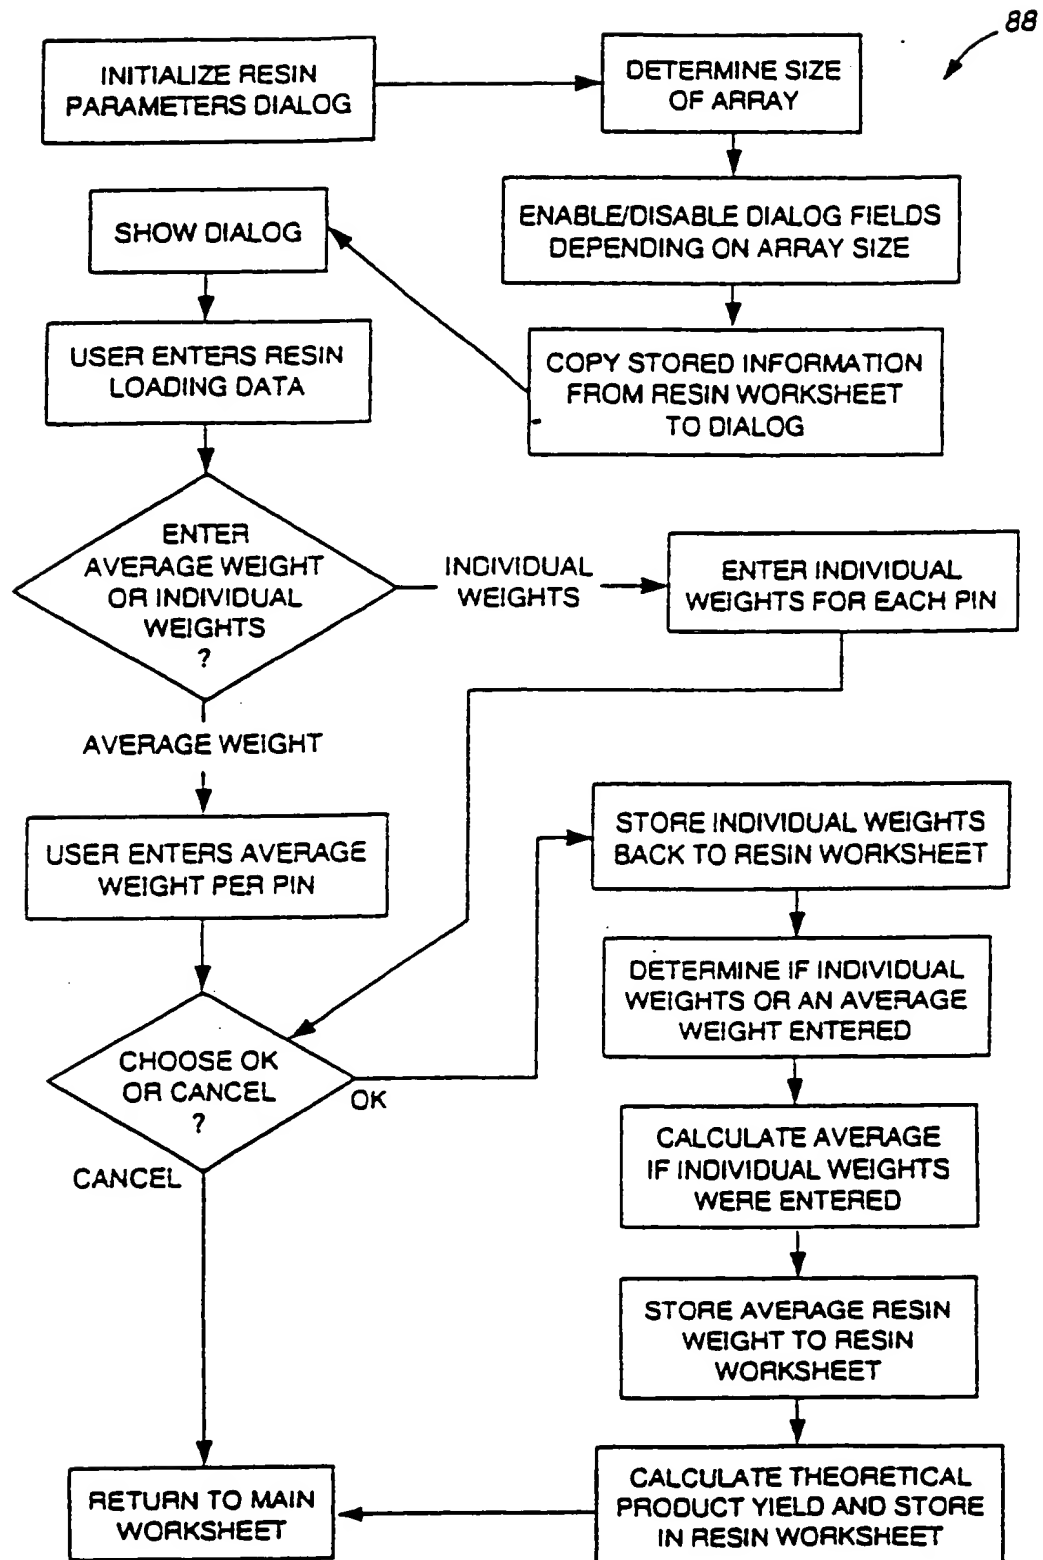 88
INITIALIZE RESIN
PARAMETERS DIALOG
DETERMINE SIZE
OF ARRAY
ENABLE/DISABLE DIALOG FIELDS
DEPENDING ON ARRAY SIZE
COPY STORED INFORMATION
FROM RESIN WORKSHEET
TO DIALOG
SHOW DIALOG
USER ENTERS RESIN
LOADING DATA
ENTER
AVERAGE WEIGHT
OR INDIVIDUAL
WEIGHTS
?
INDIVIDUAL
WEIGHTS
ENTER INDIVIDUAL
WEIGHTS FOR EACH PIN
AVERAGE WEIGHT
USER ENTERS AVERAGE
WEIGHT PER PIN
CHOOSE OK
OR CANCEL
?
OK
CANCEL
STORE INDIVIDUAL WEIGHTS
BACK TO RESIN WORKSHEET
DETERMINE IF INDIVIDUAL
WEIGHTS OR AN AVERAGE
WEIGHT ENTERED
CALCULATE AVERAGE
IF INDIVIDUAL WEIGHTS
WERE ENTERED
STORE AVERAGE RESIN
WEIGHT TO RESIN
WORKSHEET
CALCULATE THEORETICAL
PRODUCT YIELD AND STORE
IN RESIN WORKSHEET
RETURN TO MAIN
WORKSHEET